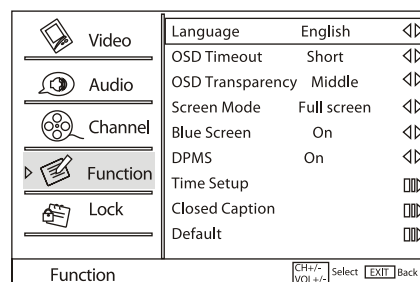 Video
Audio
Channel
Function
Lock
Language English
OSD Timeout Short
OSD Transparency Middle
Screen Mode Full screen
Blue Screen On
DPMS On
Time Setup
Closed Caption
Default
Function
CH+/- VOL+/- Select EXIT Back